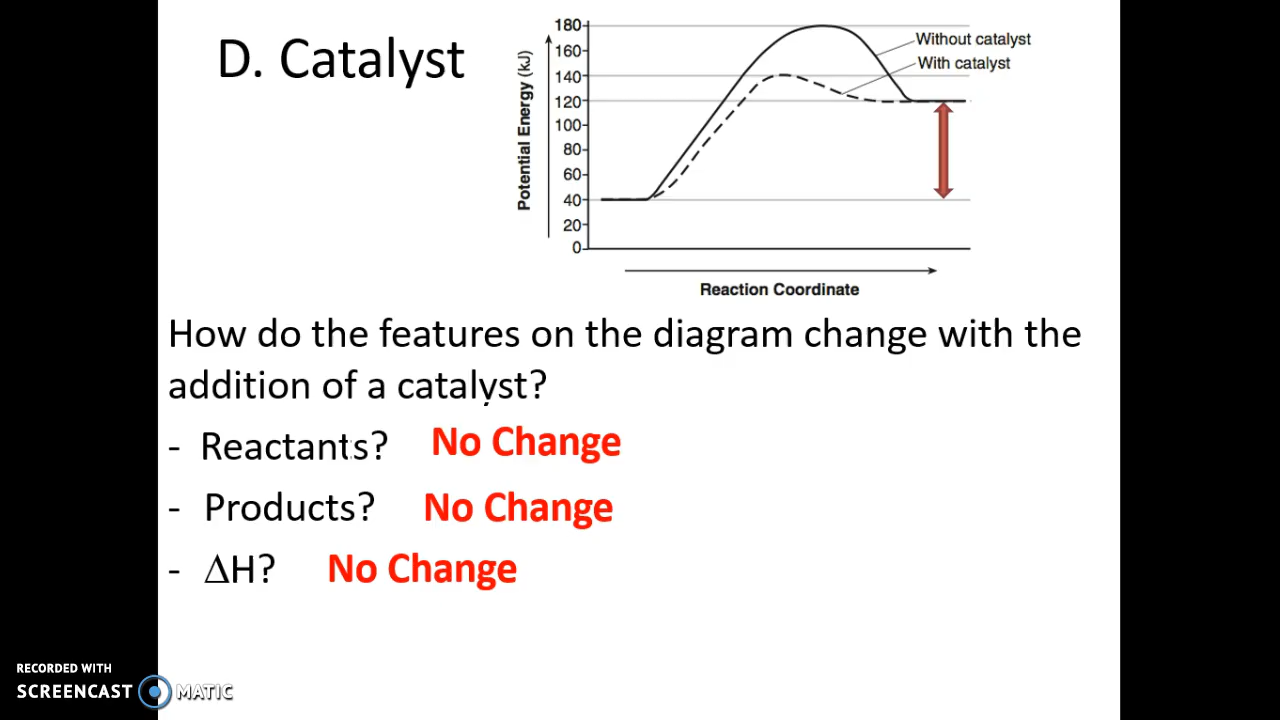 D. Catalyst
180
160
140
120
100
80
60
40
20
0
Potential Energy (kJ)
Without catalyst
With catalyst
Reaction Coordinate
How do the features on the diagram change with the
addition of a catalyst?
- Reactants? No Change
- Products? No Change
- ΔH? No Change
RECORDED WITH
SCREENCAST MATIC